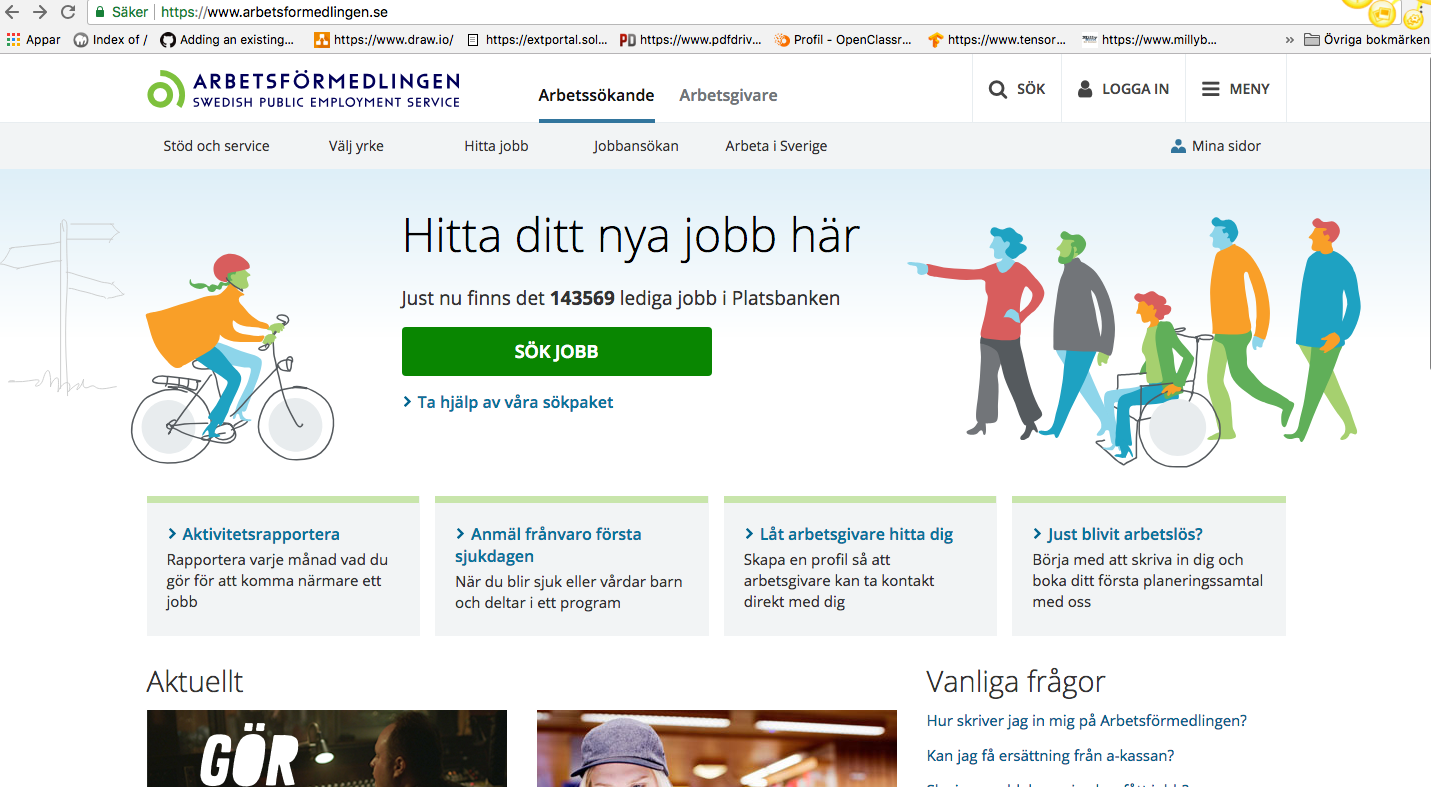 Säker | https://www.arbetsformedlingen.se
Appar Index of / Adding an existing... https://www.draw.io/ https://extportal.sol... PD https://www.pdfdriv... Profil - OpenClassr... https://www.tensor... https://www.millyb... » Övriga bokmärken
ARBETSFÖRMEDLINGEN
SWEDISH PUBLIC EMPLOYMENT SERVICE
Arbetssökande Arbetsgivare
SÖK LOGGA IN MENY
Stöd och service Välj yrke Hitta jobb Jobbansökan Arbeta i Sverige Mina sidor
Hitta ditt nya jobb här
Just nu finns det 143569 lediga jobb i Platsbanken
SÖK JOBB
Ta hjälp av våra sökpaket
Aktivitetsrapportera
Rapportera varje månad vad du
gör för att komma närmare ett
jobb
Anmäl frånvaro första
sjukdagen
När du blir sjuk eller vårdar barn
och deltar i ett program
Låt arbetsgivare hitta dig
Skapa en profil så att
arbetsgivare kan ta kontakt
direkt med dig
Just blivit arbetslös?
Börja med att skriva in dig och
boka ditt första planeringssamtal
med oss
Aktuellt
GÖR
Vanliga frågor
Hur skriver jag in mig på Arbetsförmedlingen?
Kan jag få ersättning från a-kassan?